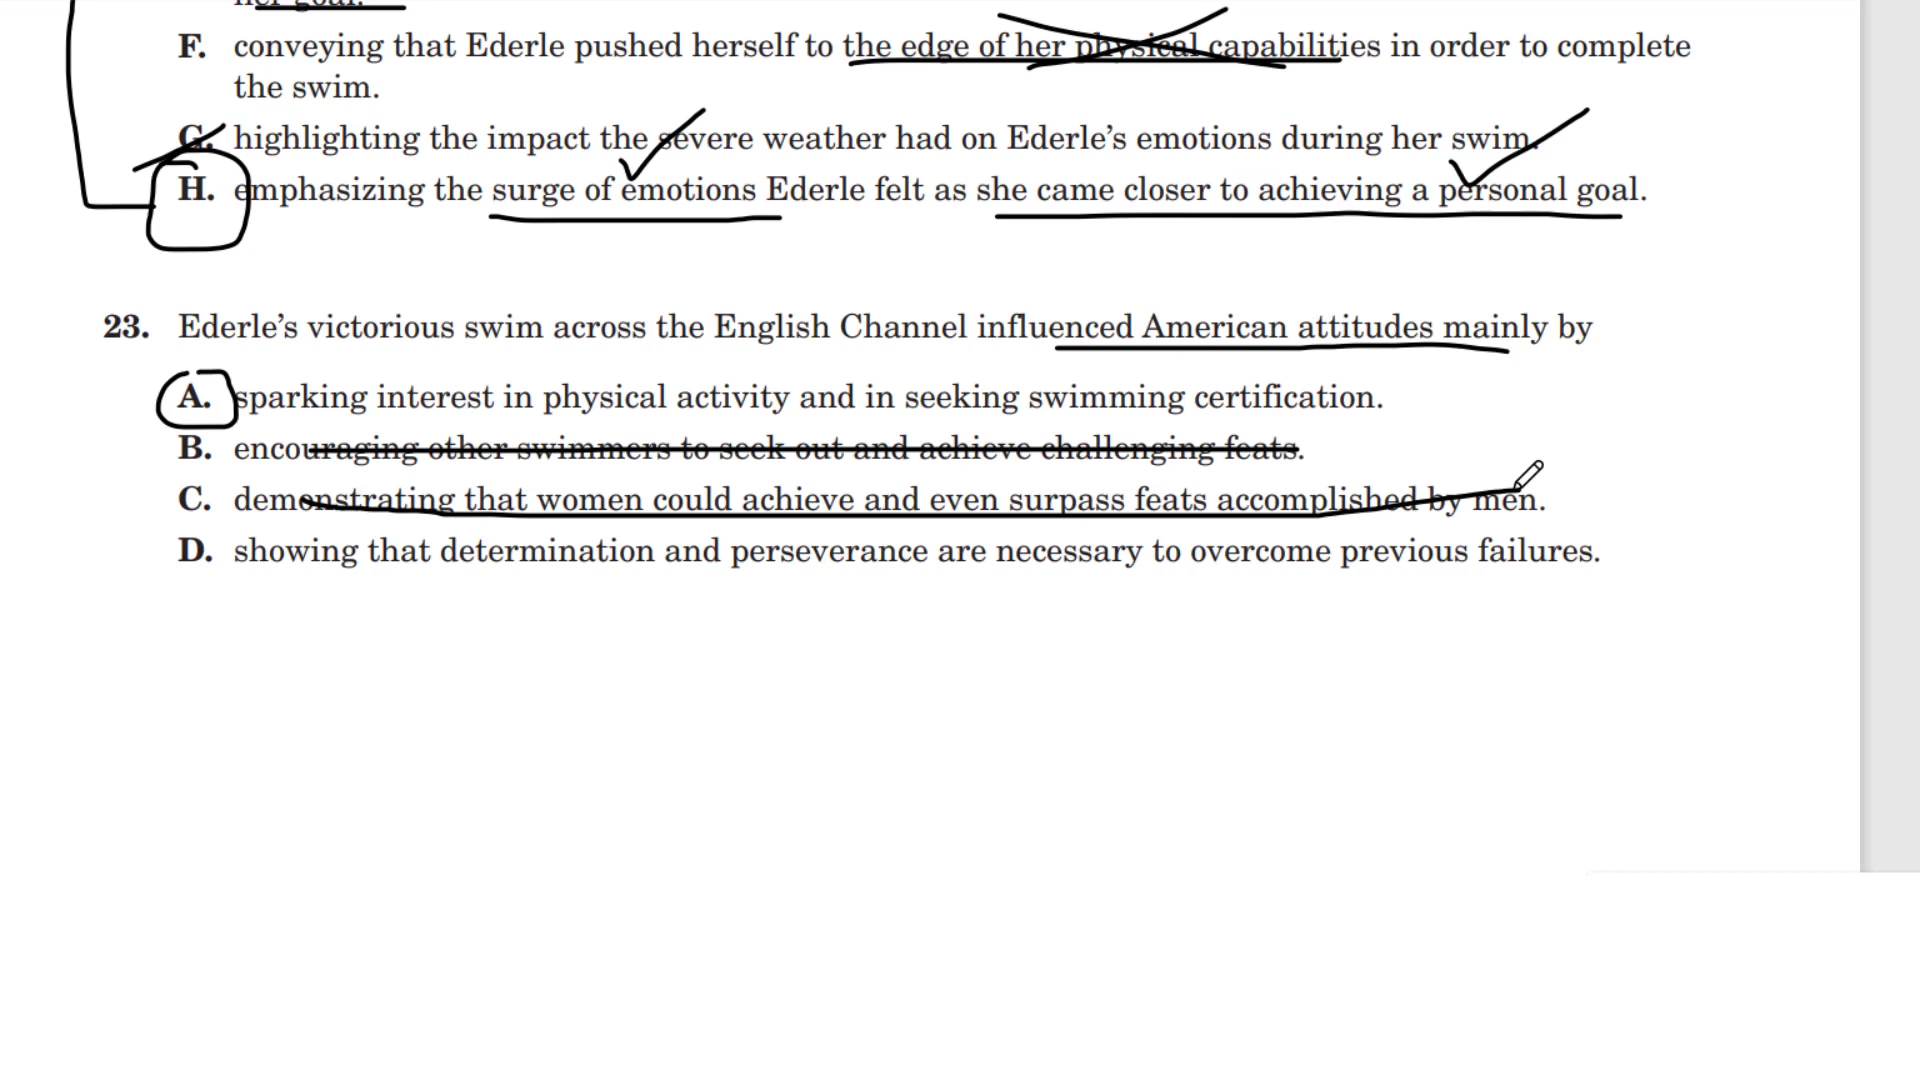 her goal.
F. conveying that Ederle pushed herself to the edge of her physical capabilities in order to complete
the swim.
G. highlighting the impact the severe weather had on Ederle’s emotions during her swim.
H. emphasizing the surge of emotions Ederle felt as she came closer to achieving a personal goal.
23. Ederle’s victorious swim across the English Channel influenced American attitudes mainly by
A. sparking interest in physical activity and in seeking swimming certification.
B. encouraging other swimmers to seek out and achieve challenging feats.
C. demonstrating that women could achieve and even surpass feats accomplished by men.
D. showing that determination and perseverance are necessary to overcome previous failures.